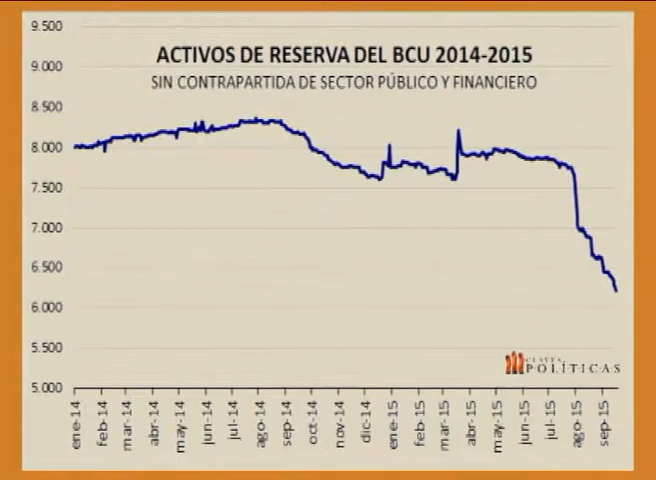 ACTIVOS DE RESERVA DEL BCU 2014-2015
SIN CONTRAPARTIDA DE SECTOR PÚBLICO Y FINANCIERO
9.500
9.000
8.500
8.000
7.500
7.000
6.500
6.000
5.500
5.000
ene-14
feb-14
mar-14
abr-14
may-14
jun-14
jul-14
ago-14
sep-14
oct-14
nov-14
dic-14
ene-15
feb-15
mar-15
abr-15
may-15
jun-15
jul-15
ago-15
sep-15
CLAVES
POLÍTICAS